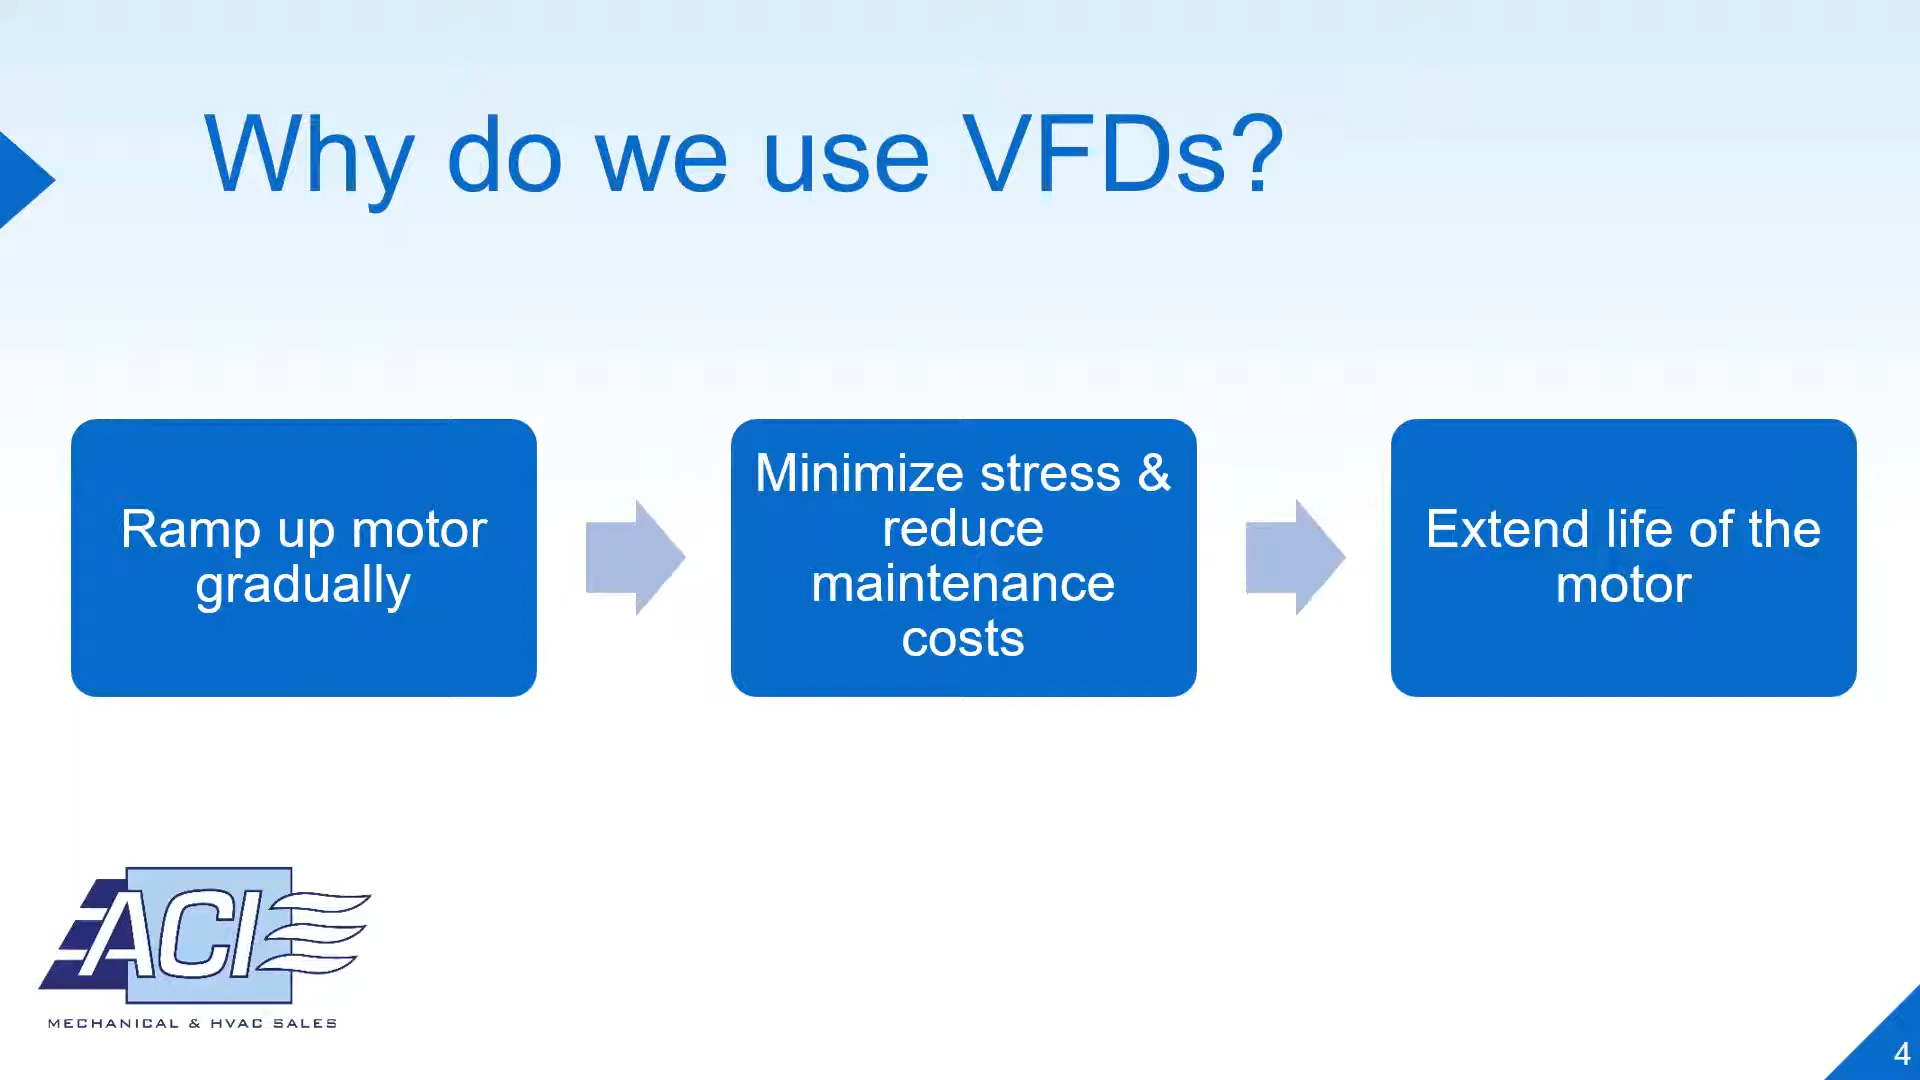 Why do we use VFDs?
Ramp up motor
gradually
Minimize stress &
reduce
maintenance
costs
Extend life of the
motor
ACI
MECHANICAL & HVAC SALES
4